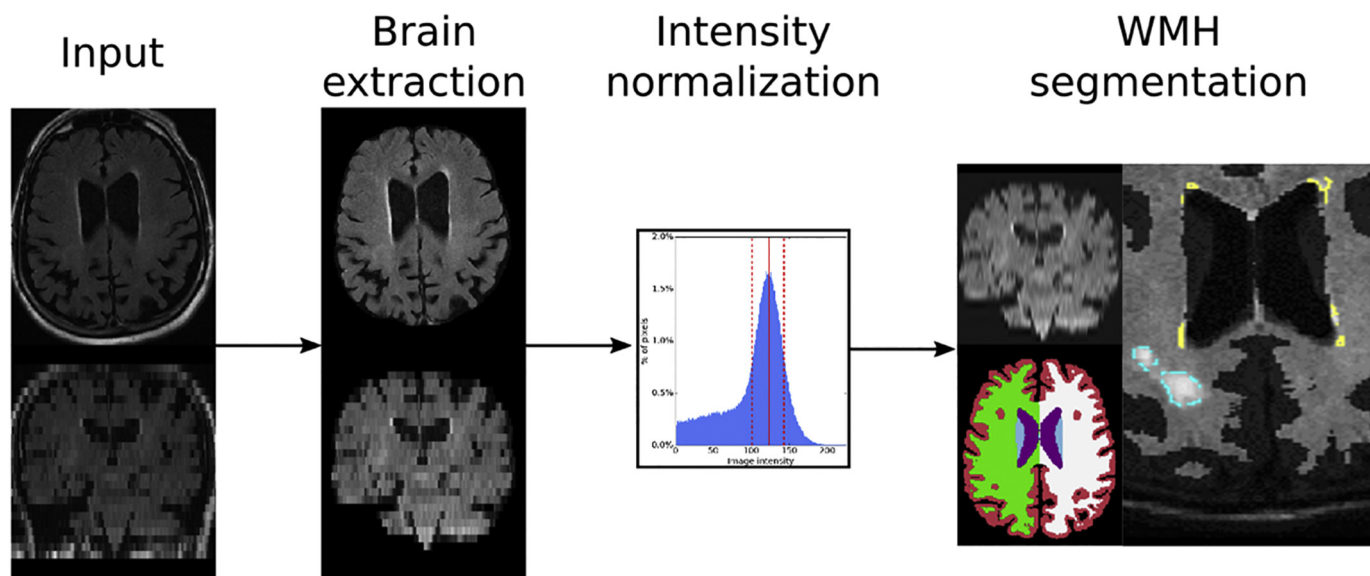 Input
Brain
extraction
Intensity
normalization
WMH
segmentation
2.0%
1.5%
1.0%
0.5%
0.0%
% of pixels
0 50 100 150 200
Image intensity